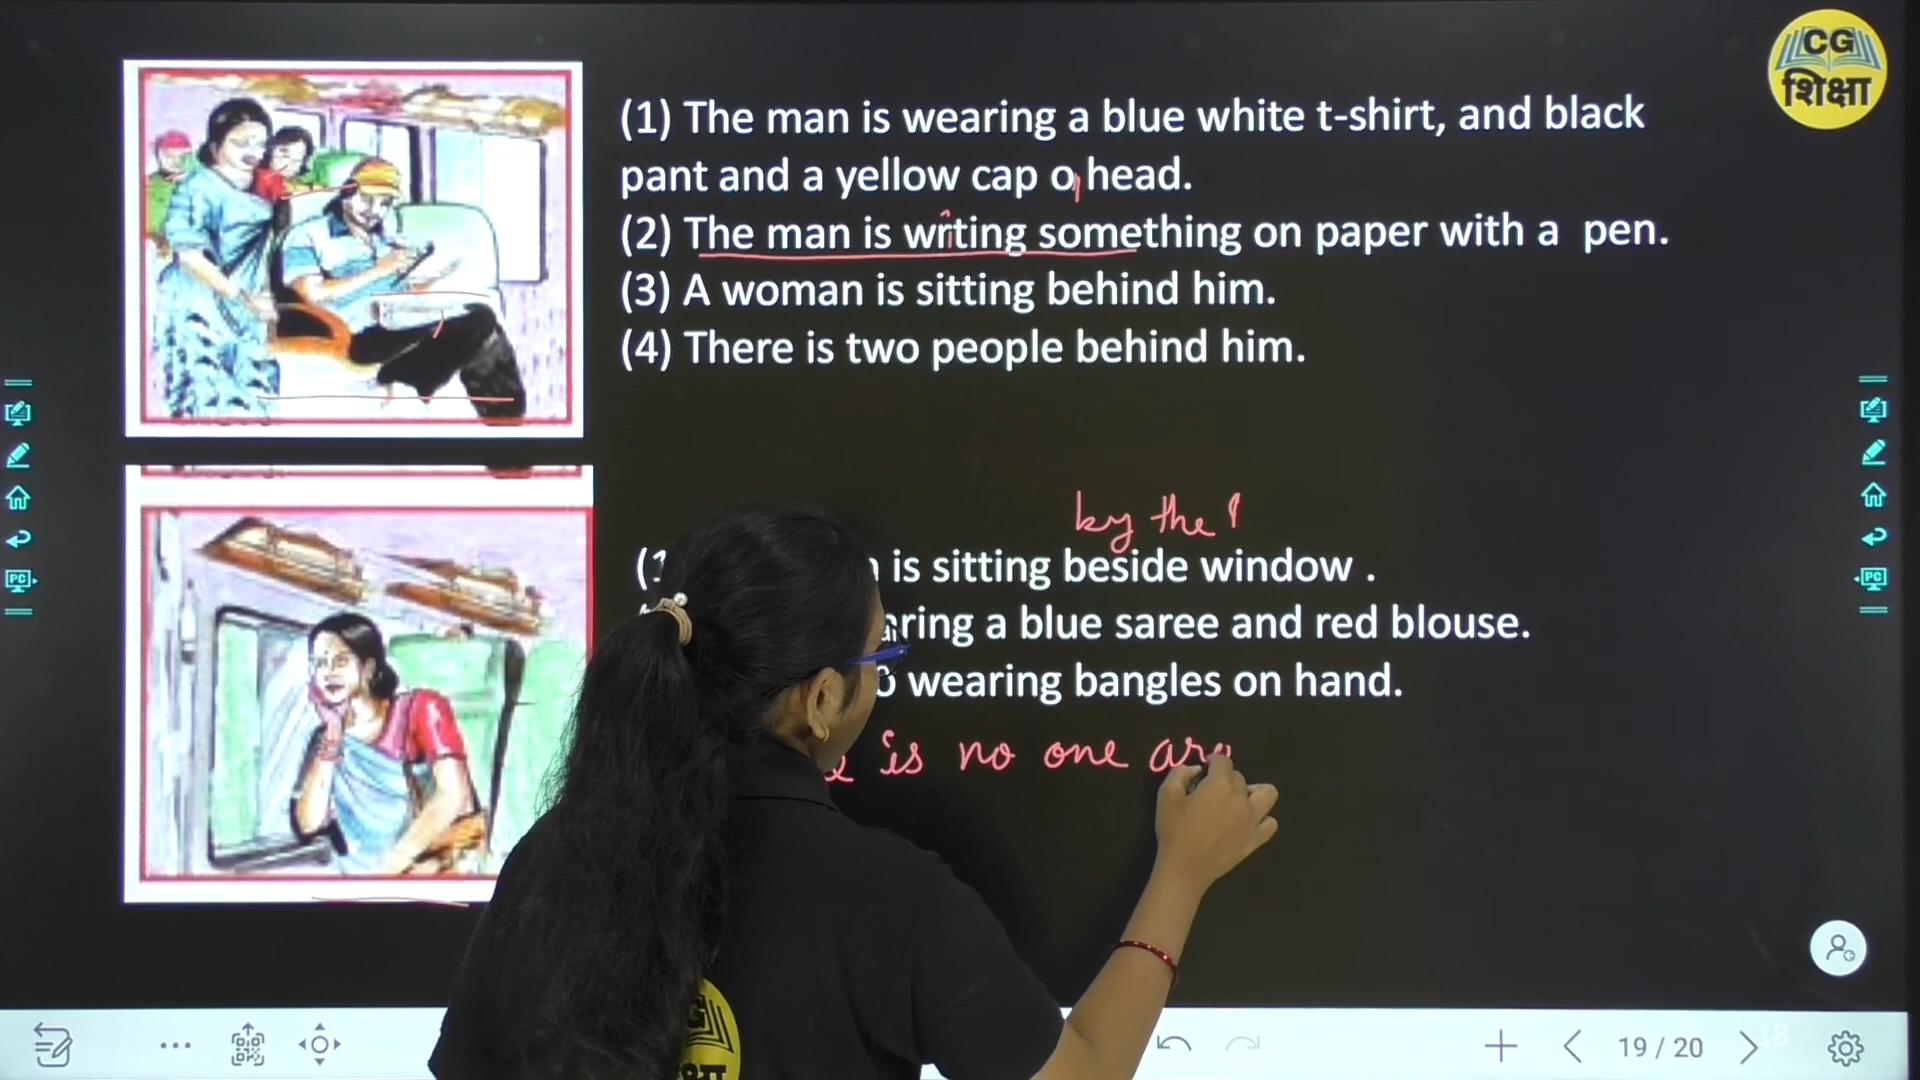 CG
शिक्षा
(1) The man is wearing a blue white t-shirt, and black
pant and a yellow cap head.
(2) The man is writing something on paper with a pen.
(3) A woman is sitting behind him.
(4) There is two people behind him.
by the
is sitting beside window .
a blue saree and red blouse.
wearing bangles on hand.
is no one
PC
PC
19 / 20
18